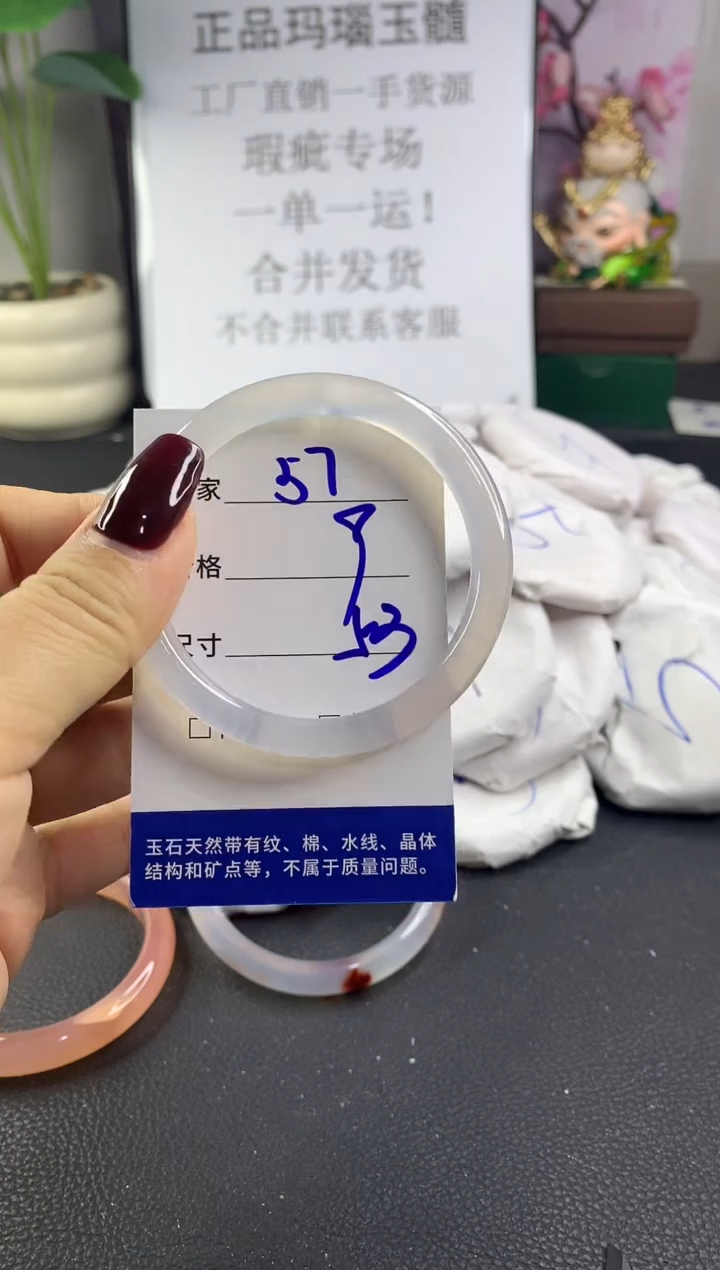 正品玛瑙玉髓
工厂直销一手货源
瑕疵专场
一单一运！
合并发货
不合并联系客服
家 57
格
尺寸 53
玉石天然带有纹、棉、水线、晶体
结构和矿点等，不属于质量问题。
57